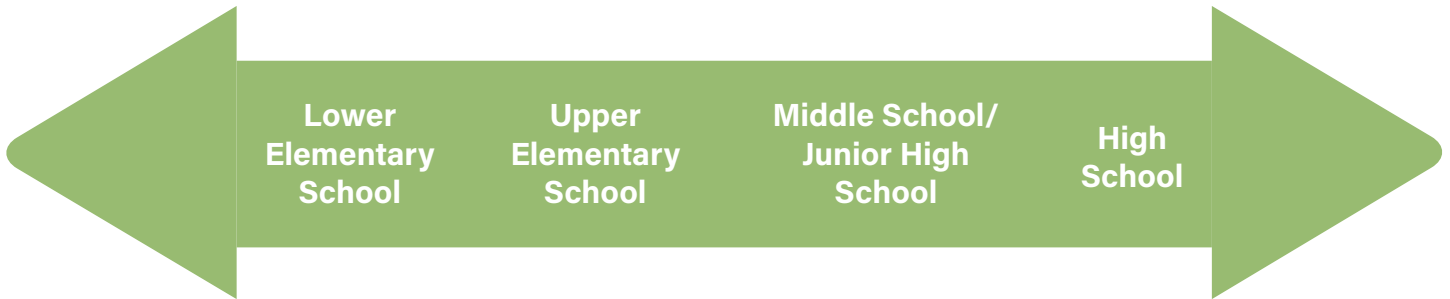 Lower
Elementary
School
Upper
Elementary
School
Middle School/
Junior High
School
High
School